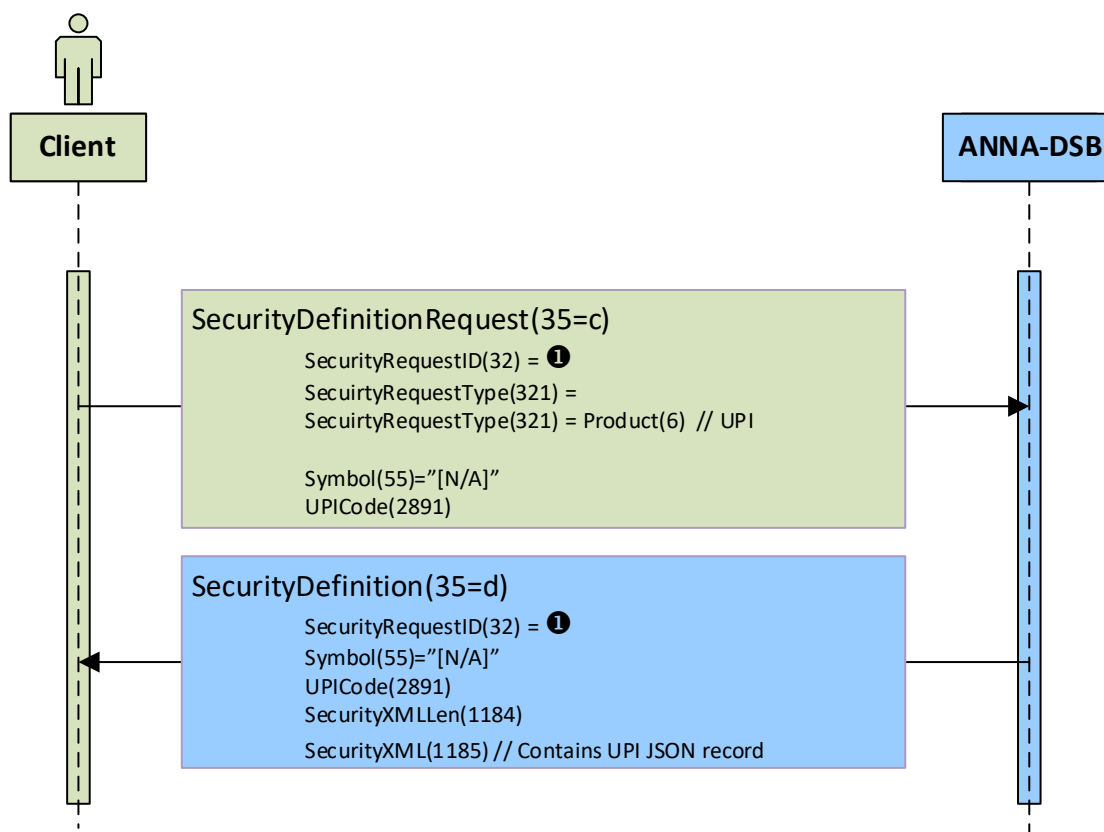 Client
ANNA-DSB
SecurityDefinitionRequest(35=c)
SecurityRequestID(32) = ❶
SecuirtyRequestType(321) =
SecuirtyRequestType(321) = Product(6) // UPI
Symbol(55)=”[N/A]”
UPICode(2891)
SecurityDefinition(35=d)
SecurityRequestID(32) = ❶
Symbol(55)=”[N/A]”
UPICode(2891)
SecurityXMLLen(1184)
SecurityXML(1185) // Contains UPI JSON record